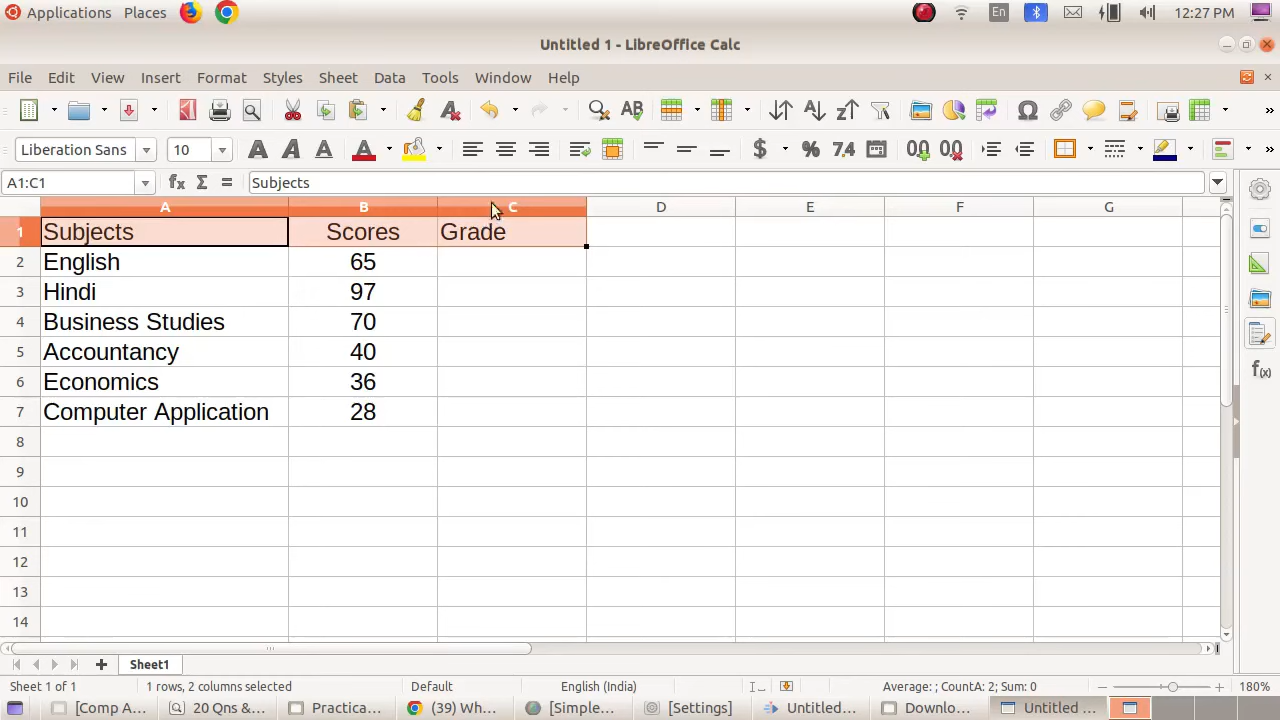 Applications Places En 12:27 PM
Untitled 1 - LibreOffice Calc
File Edit View Insert Format Styles Sheet Data Tools Window Help
Liberation Sans 10
A1:C1 Subjects
A B C D E F G
1 Subjects Scores Grade
2 English 65
3 Hindi 97
4 Business Studies 70
5 Accountancy 40
6 Economics 36
7 Computer Application 28
8
9
10
11
12
13
14
Sheet1
Sheet 1 of 1 1 rows, 2 columns selected Default English (India) Average: ; CountA: 2; Sum: 0 180%
[Comp A... 20 Qns &... Practica... (39) Wh... [Simple... [Settings] Untitled... Downlo... Untitled ...